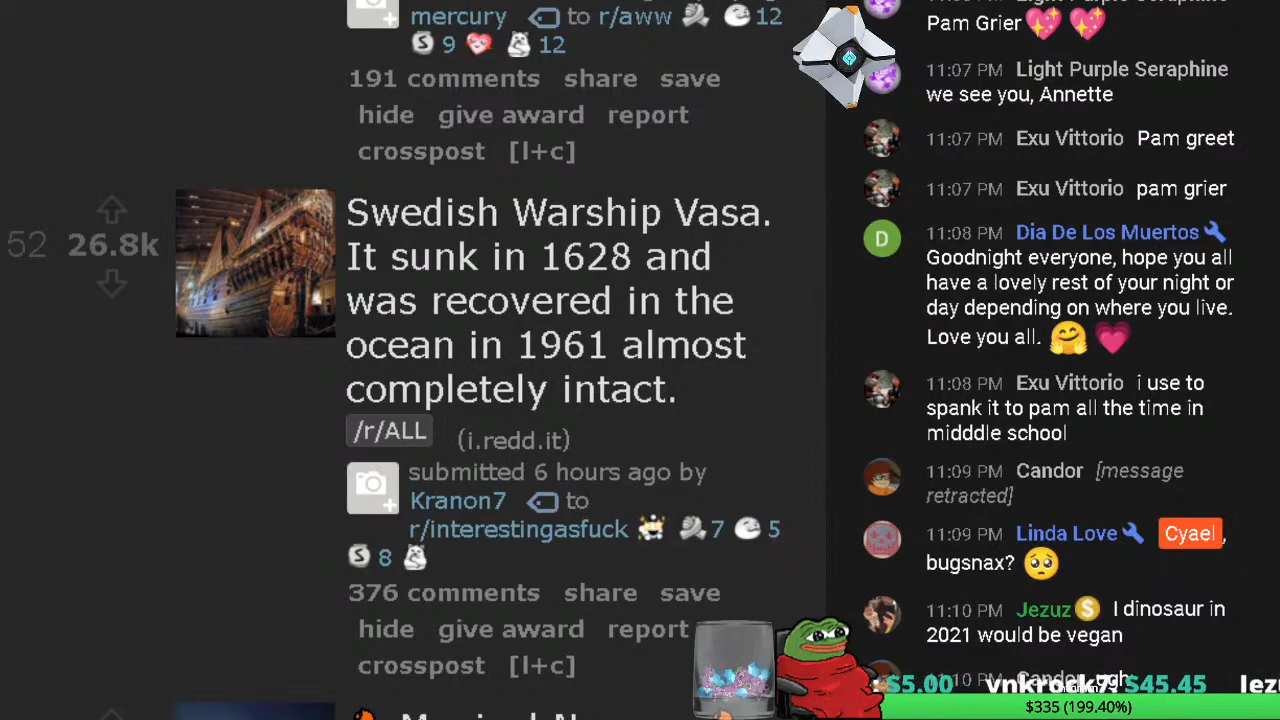 mercury to r/aww 12
9 12
191 comments share save
hide give award report
crosspost [l+c]
52 26.8k
Swedish Warship Vasa.
It sunk in 1628 and
was recovered in the
ocean in 1961 almost
completely intact.
/r/ALL (i.redd.it)
submitted 6 hours ago by
Kranon7 to
r/interestingasfuck 7 5
S 8
376 comments share save
hide give award report
crosspost [l+c]
Pam Grier
11:07 PM Light Purple Seraphine
we see you, Annette
11:07 PM Exu Vittorio Pam greet
11:07 PM Exu Vittorio pam grier
D 11:08 PM Dia De Los Muertos
Goodnight everyone, hope you all
have a lovely rest of your night or
day depending on where you live.
Love you all.
11:08 PM Exu Vittorio i use to
spank it to pam all the time in
midddle school
11:09 PM Candor [message
retracted]
11:09 PM Linda Love Cyael,
bugsnax?
11:10 PM Jezuz S I dinosaur in
2021 would be vegan
$5.00 $45.45
$335 (199.40%)